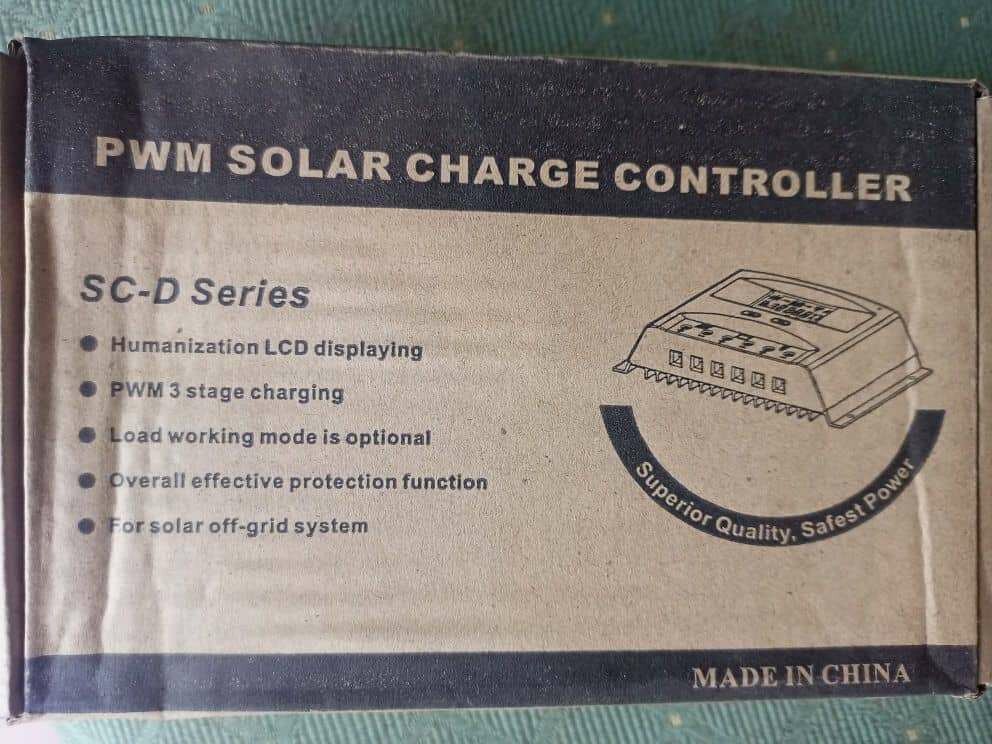 PWM SOLAR CHARGE CONTROLLER
SC-D Series
Humanization LCD displaying
PWM 3 stage charging
Load working mode is optional
Overall effective protection function
For solar off-grid system
Superior Quality, Safest Power
MADE IN CHINA